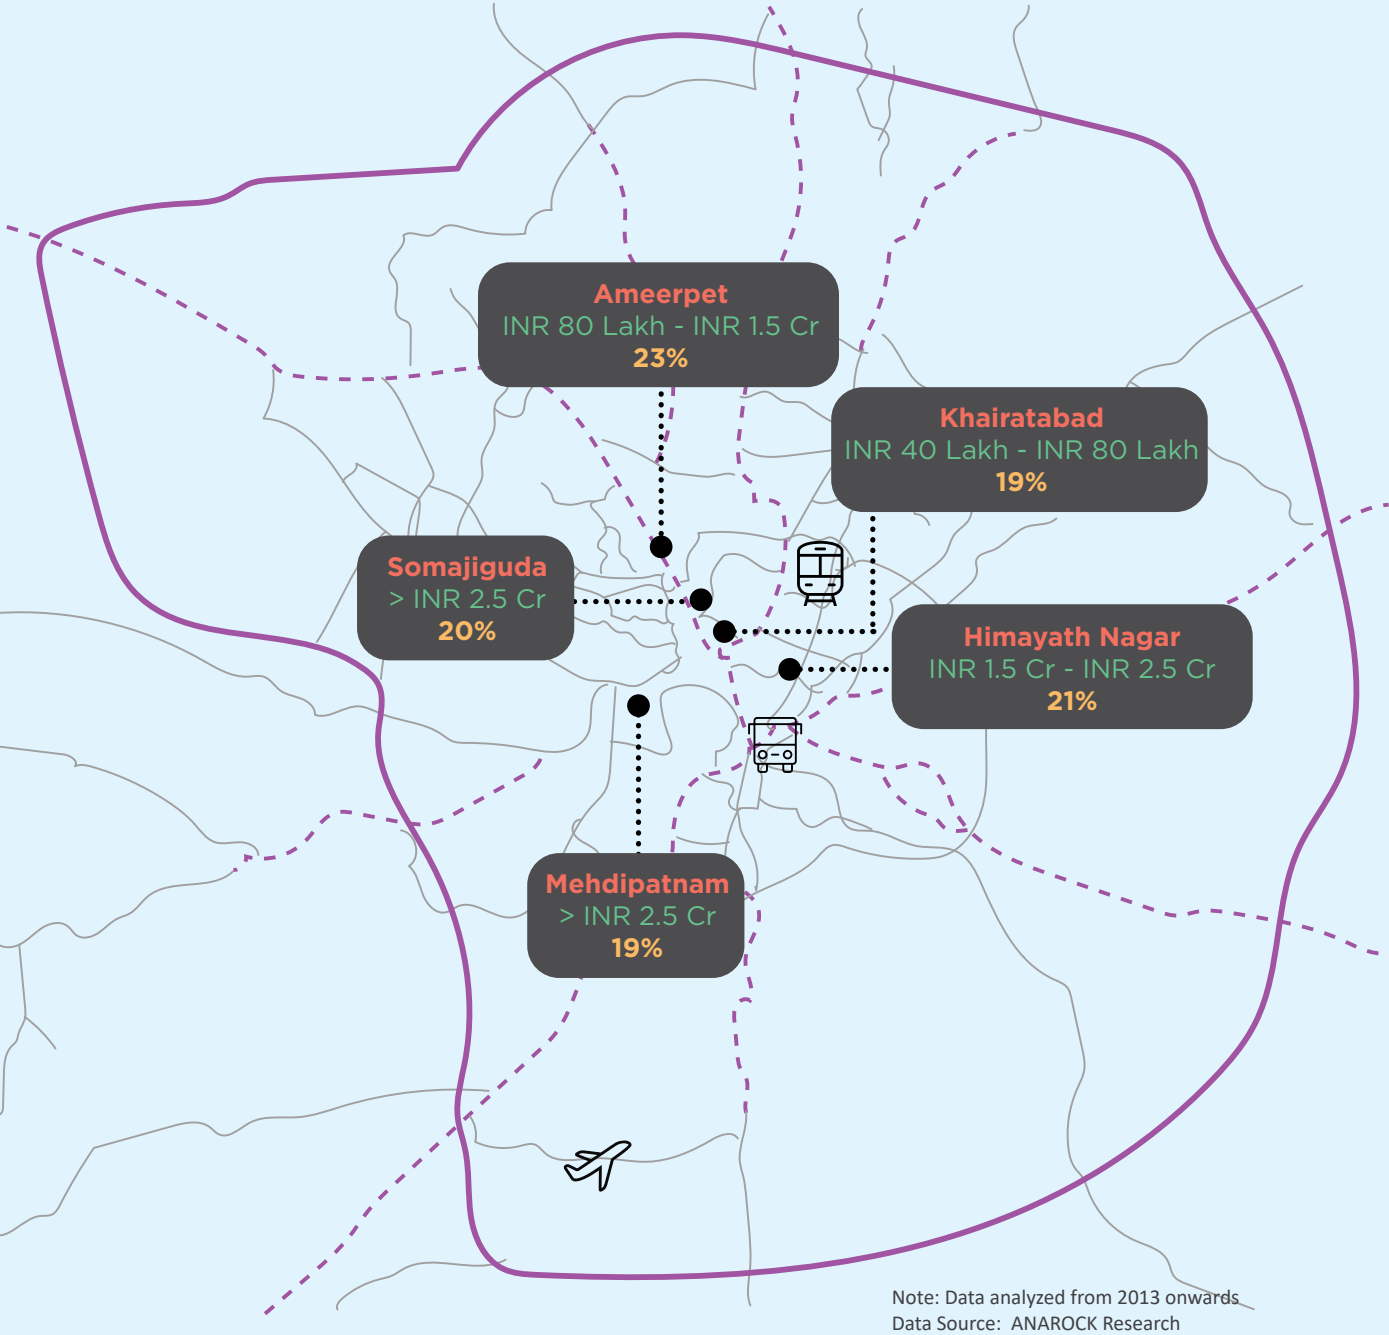 Ameerpet
INR 80 Lakh - INR 1.5 Cr
23%
Khairatabad
INR 40 Lakh - INR 80 Lakh
19%
Somajiguda
> INR 2.5 Cr
20%
Himayath Nagar
INR 1.5 Cr - INR 2.5 Cr
21%
Mehdipatnam
> INR 2.5 Cr
19%
Note: Data analyzed from 2013 onwards
Data Source: ANAROCK Research